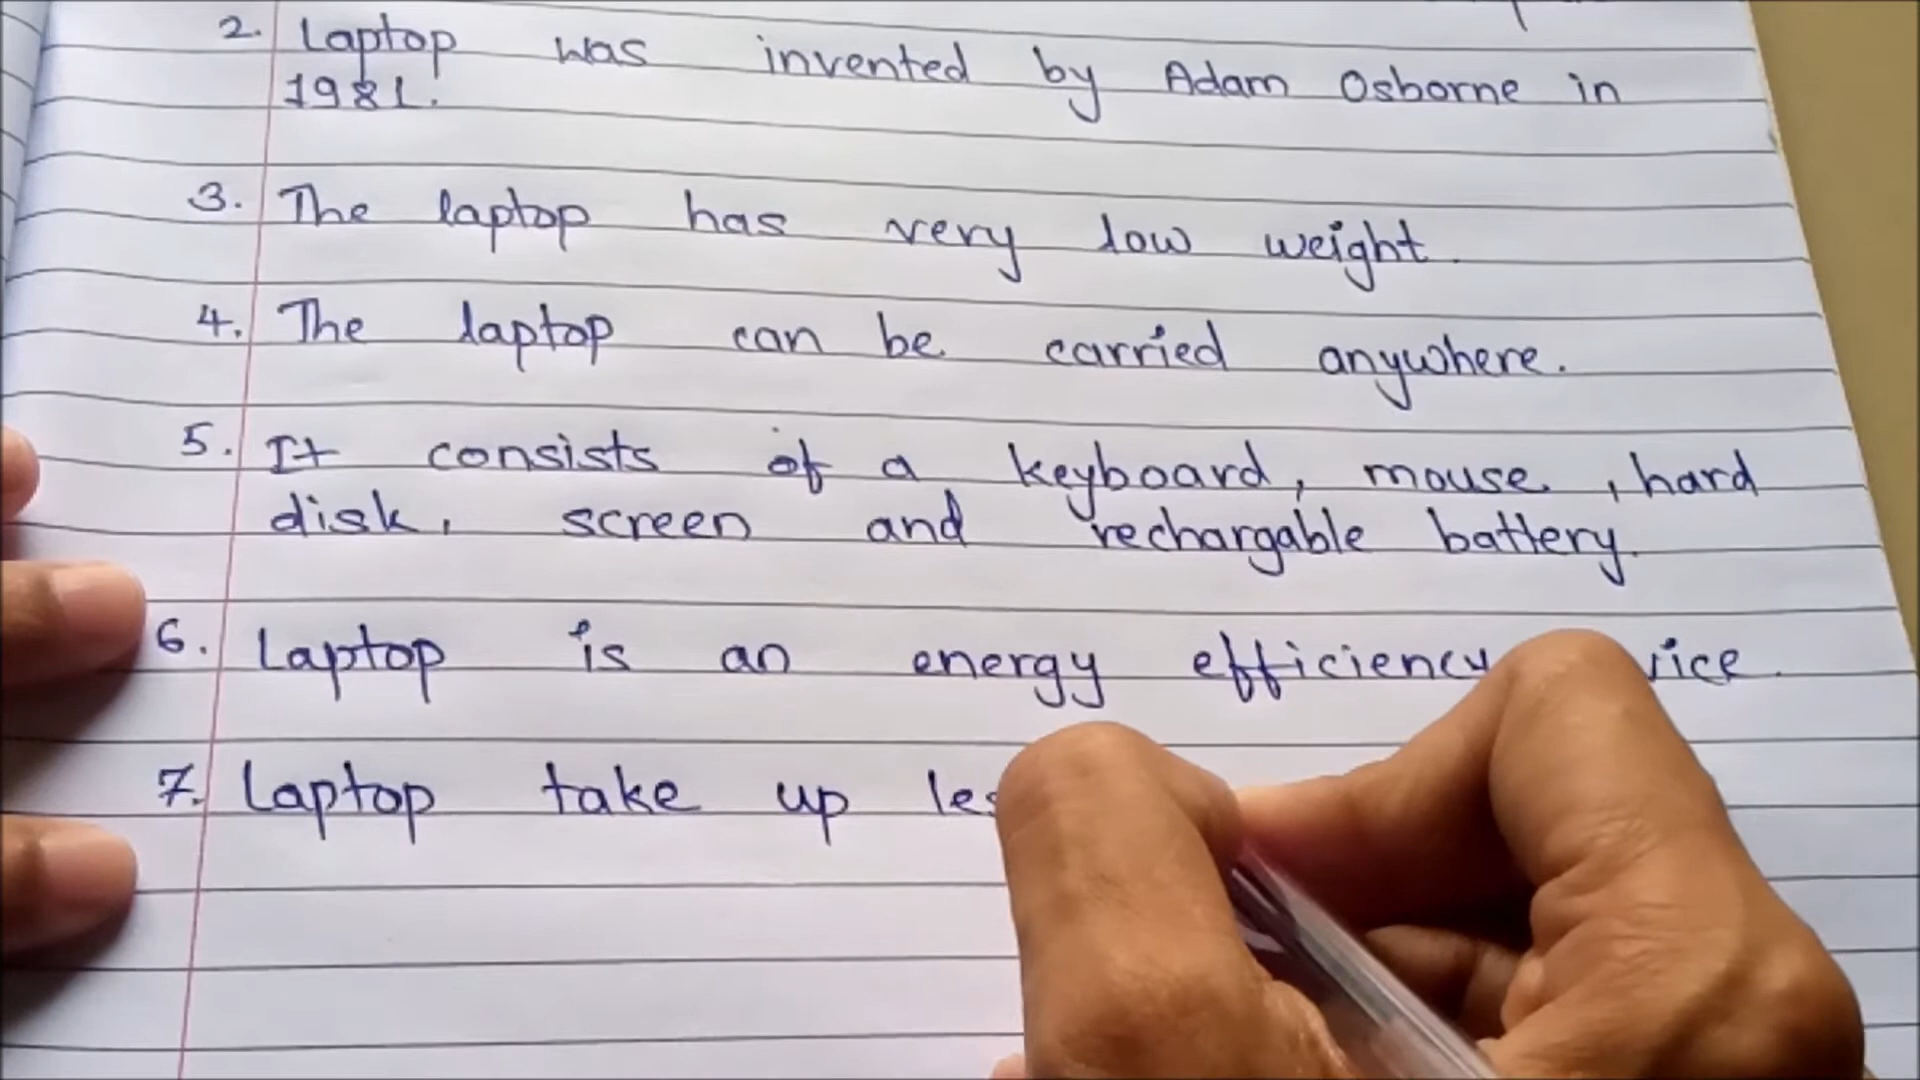 2. Laptop was invented by Adam Osborne in
1981.
3. The laptop has very low weight.
4. The laptop can be carried anywhere.
5. It consists of a keyboard, mouse, hard
disk, screen and rechargable battery.
6. Laptop is an energy efficiency
7. Laptop take up